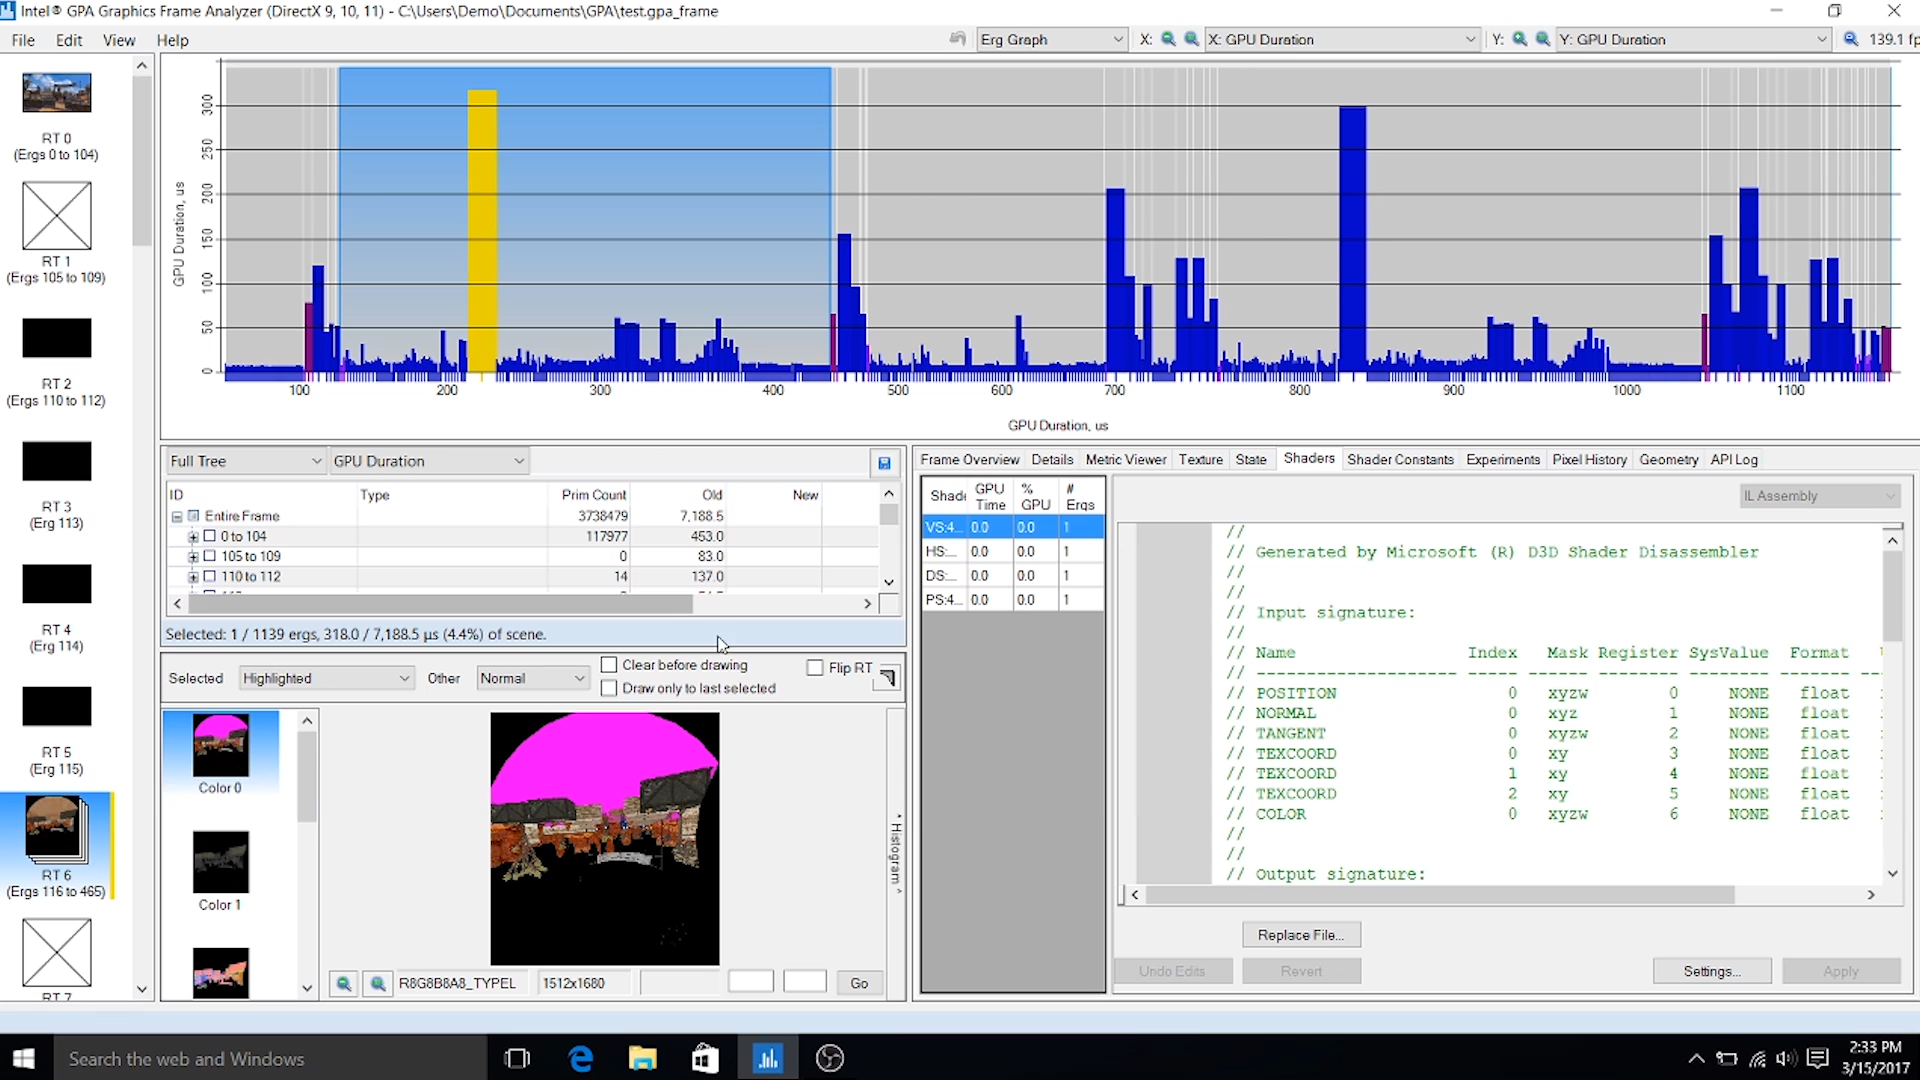 Intel® GPA Graphics Frame Analyzer (DirectX 9, 10, 11) - C:\Users\Demo\Documents\GPA\test.gpa_frame
File Edit View Help
Erg Graph X: X: GPU Duration Y: Y: GPU Duration 139.1
RT 0
(Ergs 0 to 104)
RT 1
(Ergs 105 to 109)
RT 2
(Ergs 110 to 112)
RT 3
(Erg 113)
RT 4
(Erg 114)
RT 5
(Erg 115)
RT 6
(Ergs 116 to 465)
RT 7
GPU Duration, us
300
250
200
150
100
50
0
100 200 300 400 500 600 700 800 900 1000 1100
GPU Duration, us
Full Tree GPU Duration
ID Type Prim Count Old New
Entire Frame 3738479 7,188.5
0 to 104 117977 453.0
105 to 109 0 83.0
110 to 112 14 137.0
Selected: 1 / 1139 ergs, 318.0 / 7,188.5 µs (4.4%) of scene.
Selected Highlighted Other Normal
Clear before drawing
Draw only to last selected
Flip RT
Color 0
Color 1
^ Histogram ^
R8G8B8A8_TYPEL 1512x1680 Go
Frame Overview Details Metric Viewer Texture State Shaders Shader Constants Experiments Pixel History Geometry API Log
Shade GPU Time % GPU # Ergs
VS:4... 0.0 0.0 1
HS:... 0.0 0.0 1
DS:... 0.0 0.0 1
PS:4... 0.0 0.0 1
IL Assembly
//
// Generated by Microsoft (R) D3D Shader Disassembler
//
//
// Input signature:
//
// Name Index Mask Register SysValue Format
// -------------------- ----- ------ -------- -------- -------
// POSITION 0 xyzw 0 NONE float
// NORMAL 0 xyz 1 NONE float
// TANGENT 0 xyzw 2 NONE float
// TEXCOORD 0 xy 3 NONE float
// TEXCOORD 1 xy 4 NONE float
// TEXCOORD 2 xy 5 NONE float
// COLOR 0 xyzw 6 NONE float
//
//
// Output signature:
Replace File...
Undo Edits Revert Settings... Apply
Search the web and Windows
2:33 PM
3/15/2017